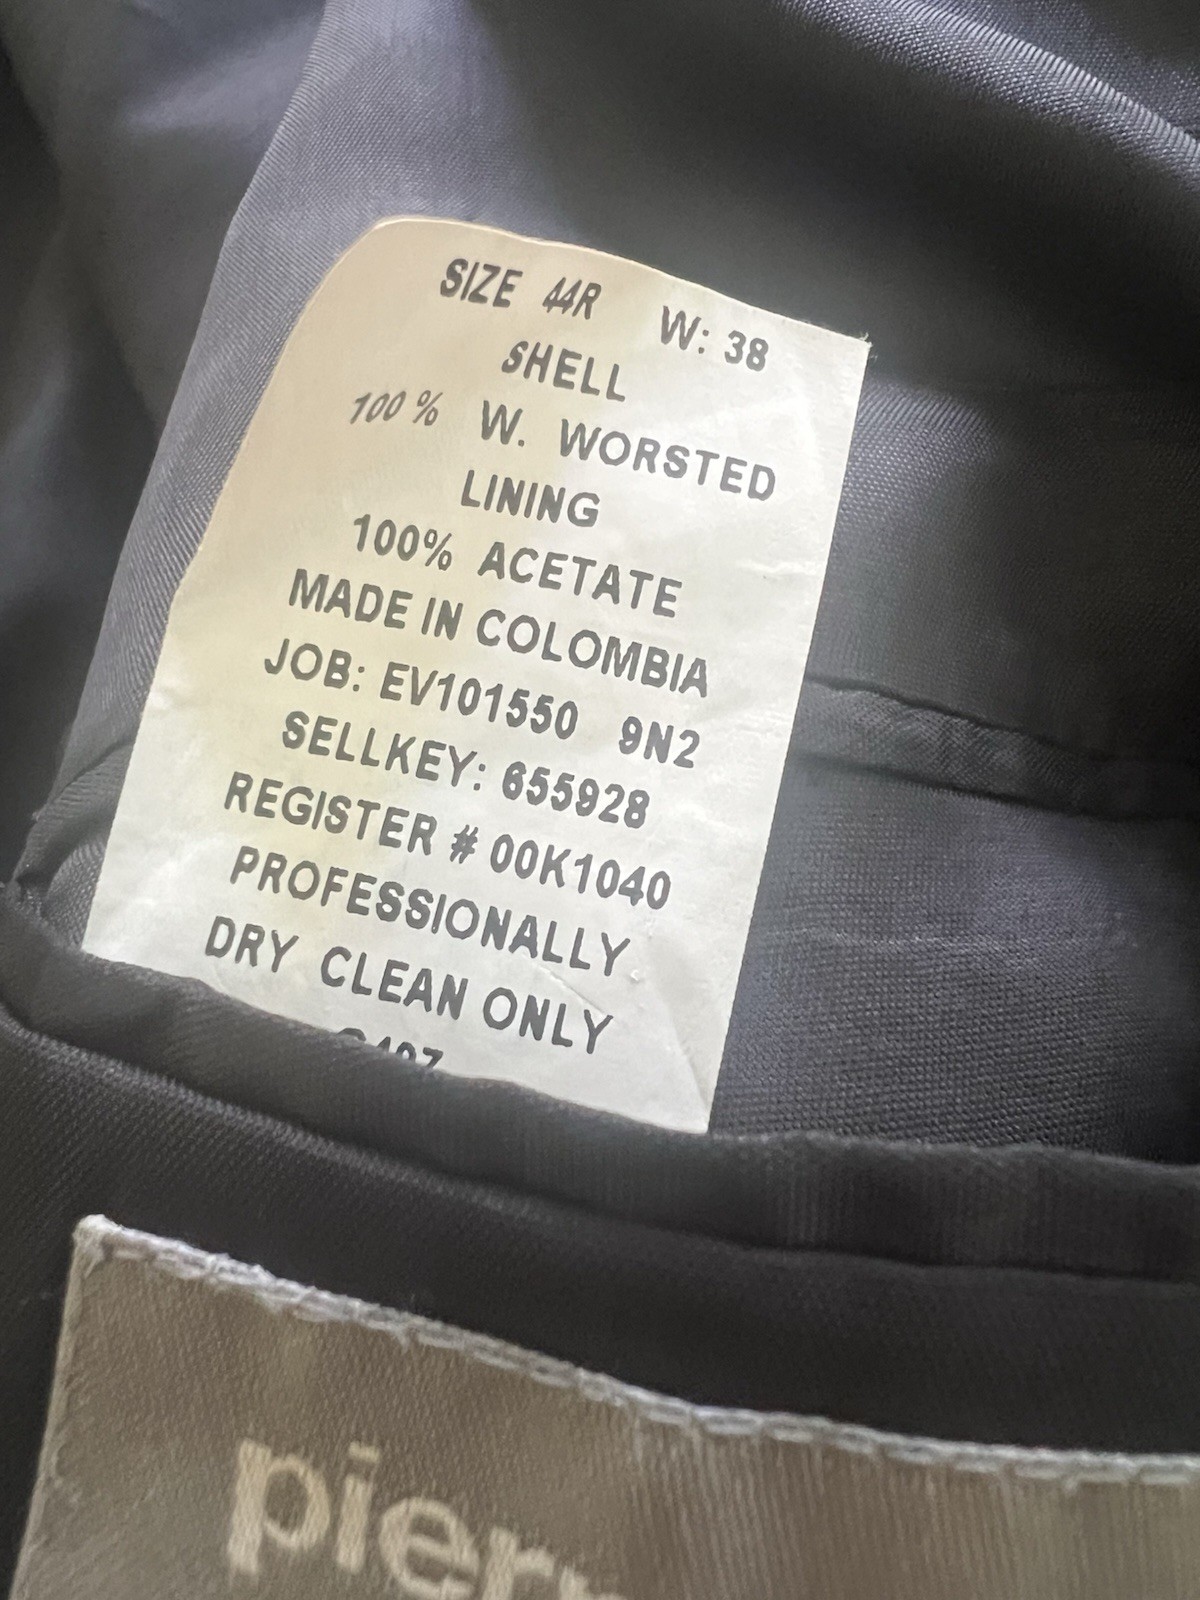 SIZE 44R W: 38
SHELL
100% W. WORSTED
LINING
100% ACETATE
MADE IN COLOMBIA
JOB: EV101550 9N2
SELLKEY: 655928
REGISTER # 00K1040
PROFESSIONALLY
DRY CLEAN ONLY
pierr